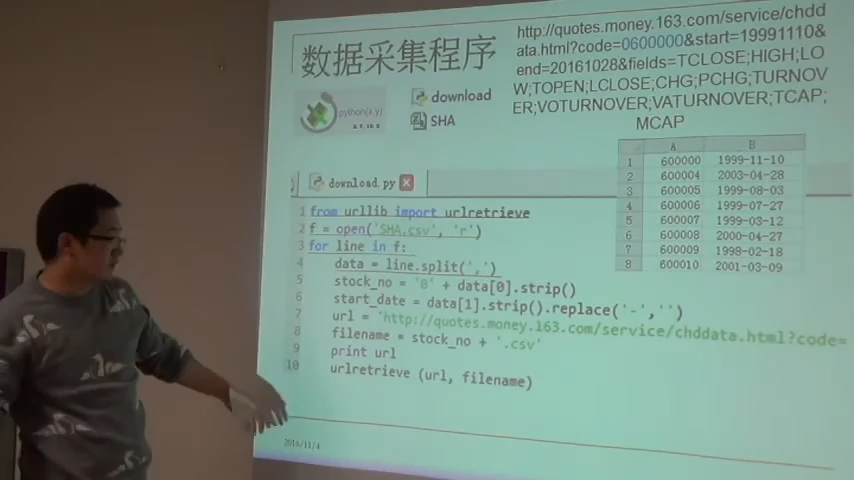 数据采集程序
http://quotes.money.163.com/service/chdd
ata.html?code=0600000&start=19991110&
end=20161028&fields=TCLOSE;HIGH;LO
W;TOPEN;LCLOSE;CHG;PCHG;TURNOV
ER;VOTURNOVER;VATURNOVER;TCAP;
MCAP
python(x,y)
download
SHA
A B
1 600000 1999-11-10
2 600004 2003-04-28
3 600005 1999-08-03
4 600006 1999-07-27
5 600007 1999-03-12
6 600008 2000-04-27
7 600009 1998-02-18
8 600010 2001-03-09
download.py
1 from urllib import urlretrieve
2 f = open('SHA.csv', 'r')
3 for line in f:
4 data = line.split(',')
5 stock_no = '0' + data[0].strip()
6 start_date = data[1].strip().replace('-','')
7 url = 'http://quotes.money.163.com/service/chddata.html?code=
8 filename = stock_no + '.csv'
9 print url
10 urlretrieve (url, filename)
2016/11/4